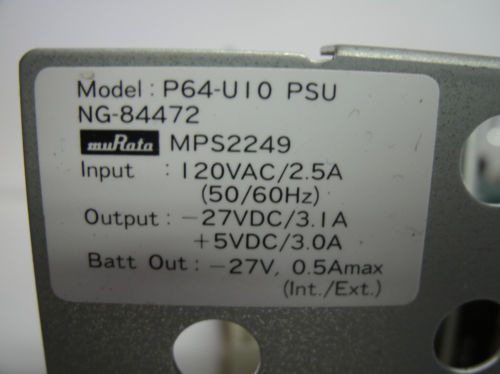 Model : P64-U10 PSU
NG-84472
muRata MPS2249
Input : 120VAC/2.5A
(50/60Hz)
Output : -27VDC/3.1A
+5VDC/3.0A
Batt Out : -27V, 0.5Amax
(Int./Ext.)